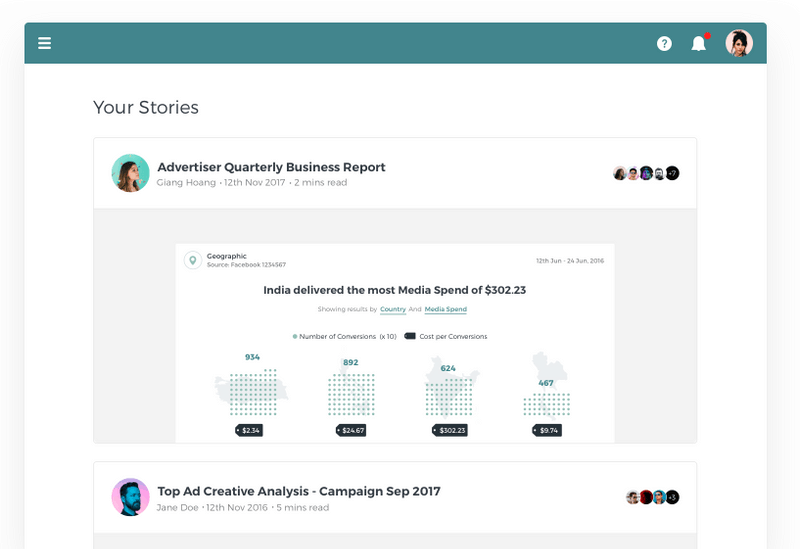 ?
Your Stories
Advertiser Quarterly Business Report
Giang Hoang • 12th Nov 2017 • 2 mins read
+7
Geographic
Source: Facebook 1234567
12th Jun - 24 Jun, 2016
India delivered the most Media Spend of $302.23
Showing results by Country And Media Spend
Number of Conversions (x 10) Cost per Conversions
934 892 624 467
$2.34 $24.67 $302.23 $9.74
Top Ad Creative Analysis - Campaign Sep 2017
Jane Doe • 12th Nov 2016 • 5 mins read
+3